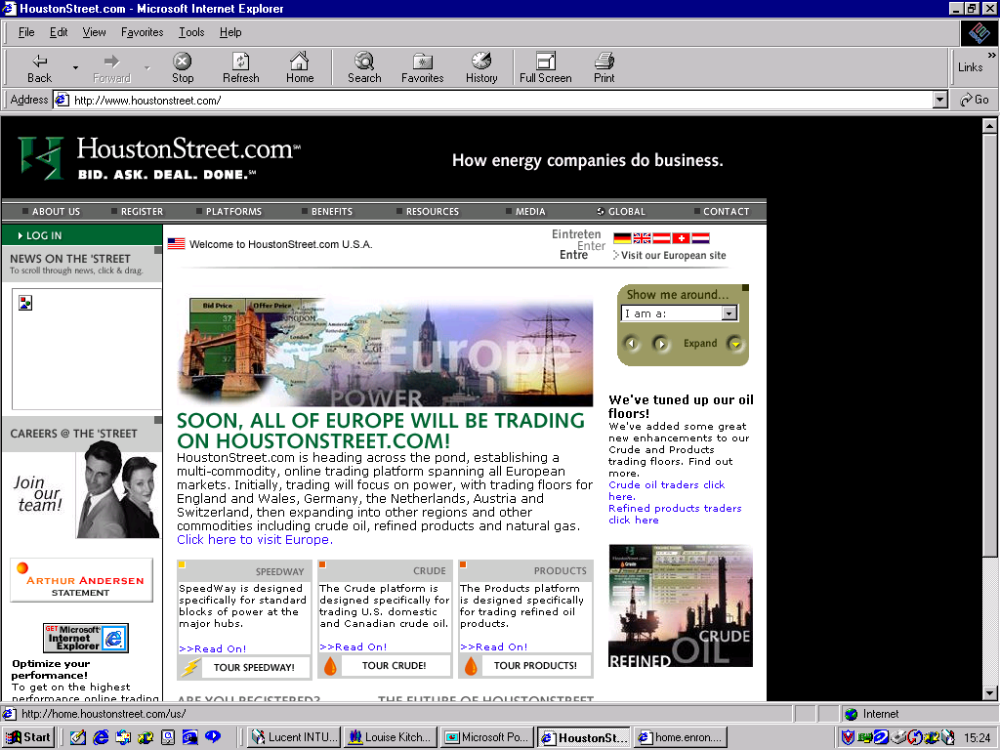 HoustonStreet.com - Microsoft Internet Explorer
File Edit View Favorites Tools Help
Back Forward Stop Refresh Home Search Favorites History Full Screen Print Links »
Address http://www.houstonstreet.com/ Go
HoustonStreet.com SM
BID. ASK. DEAL. DONE. SM
How energy companies do business.
ABOUT US REGISTER PLATFORMS BENEFITS RESOURCES MEDIA GLOBAL CONTACT
LOG IN
NEWS ON THE 'STREET
To scroll through news, click & drag.
CAREERS @ THE 'STREET
Join
our
team!
ARTHUR ANDERSEN
STATEMENT
GET Microsoft
Internet
Explorer
Optimize your
performance!
To get on the highest
performance online trading
Welcome to HoustonStreet.com U.S.A.
Eintreten
Enter
Entre
Visit our European site
Bid Price Offer Price
Europe
POWER
SOON, ALL OF EUROPE WILL BE TRADING
ON HOUSTONSTREET.COM!
HoustonStreet.com is heading across the pond, establishing a
multi-commodity, online trading platform spanning all European
markets. Initially, trading will focus on power, with trading floors for
England and Wales, Germany, the Netherlands, Austria and
Switzerland, then expanding into other regions and other
commodities including crude oil, refined products and natural gas.
Click here to visit Europe.
SPEEDWAY
SpeedWay is designed
specifically for standard
blocks of power at the
major hubs.
>>Read On!
TOUR SPEEDWAY!
CRUDE
The Crude platform is
designed specifically for
trading U.S. domestic
and Canadian crude oil.
>>Read On!
TOUR CRUDE!
PRODUCTS
The Products platform
is designed specifically
for trading refined oil
products.
>>Read On!
TOUR PRODUCTS!
ARE YOU REGISTERED? THE FUTURE OF HOUSTONSTREET
Show me around...
I am a:
Expand
We've tuned up our oil
floors!
We've added some great
new enhancements to our
Crude and Products
trading floors. Find out
more.
Crude oil traders click
here.
Refined products traders
click here
CRUDE
OIL
REFINED
http://home.houstonstreet.com/us/ Internet
Start Lucent INTU... Louise Kitch... Microsoft Po... HoustonSt... home.enron.... 15:24